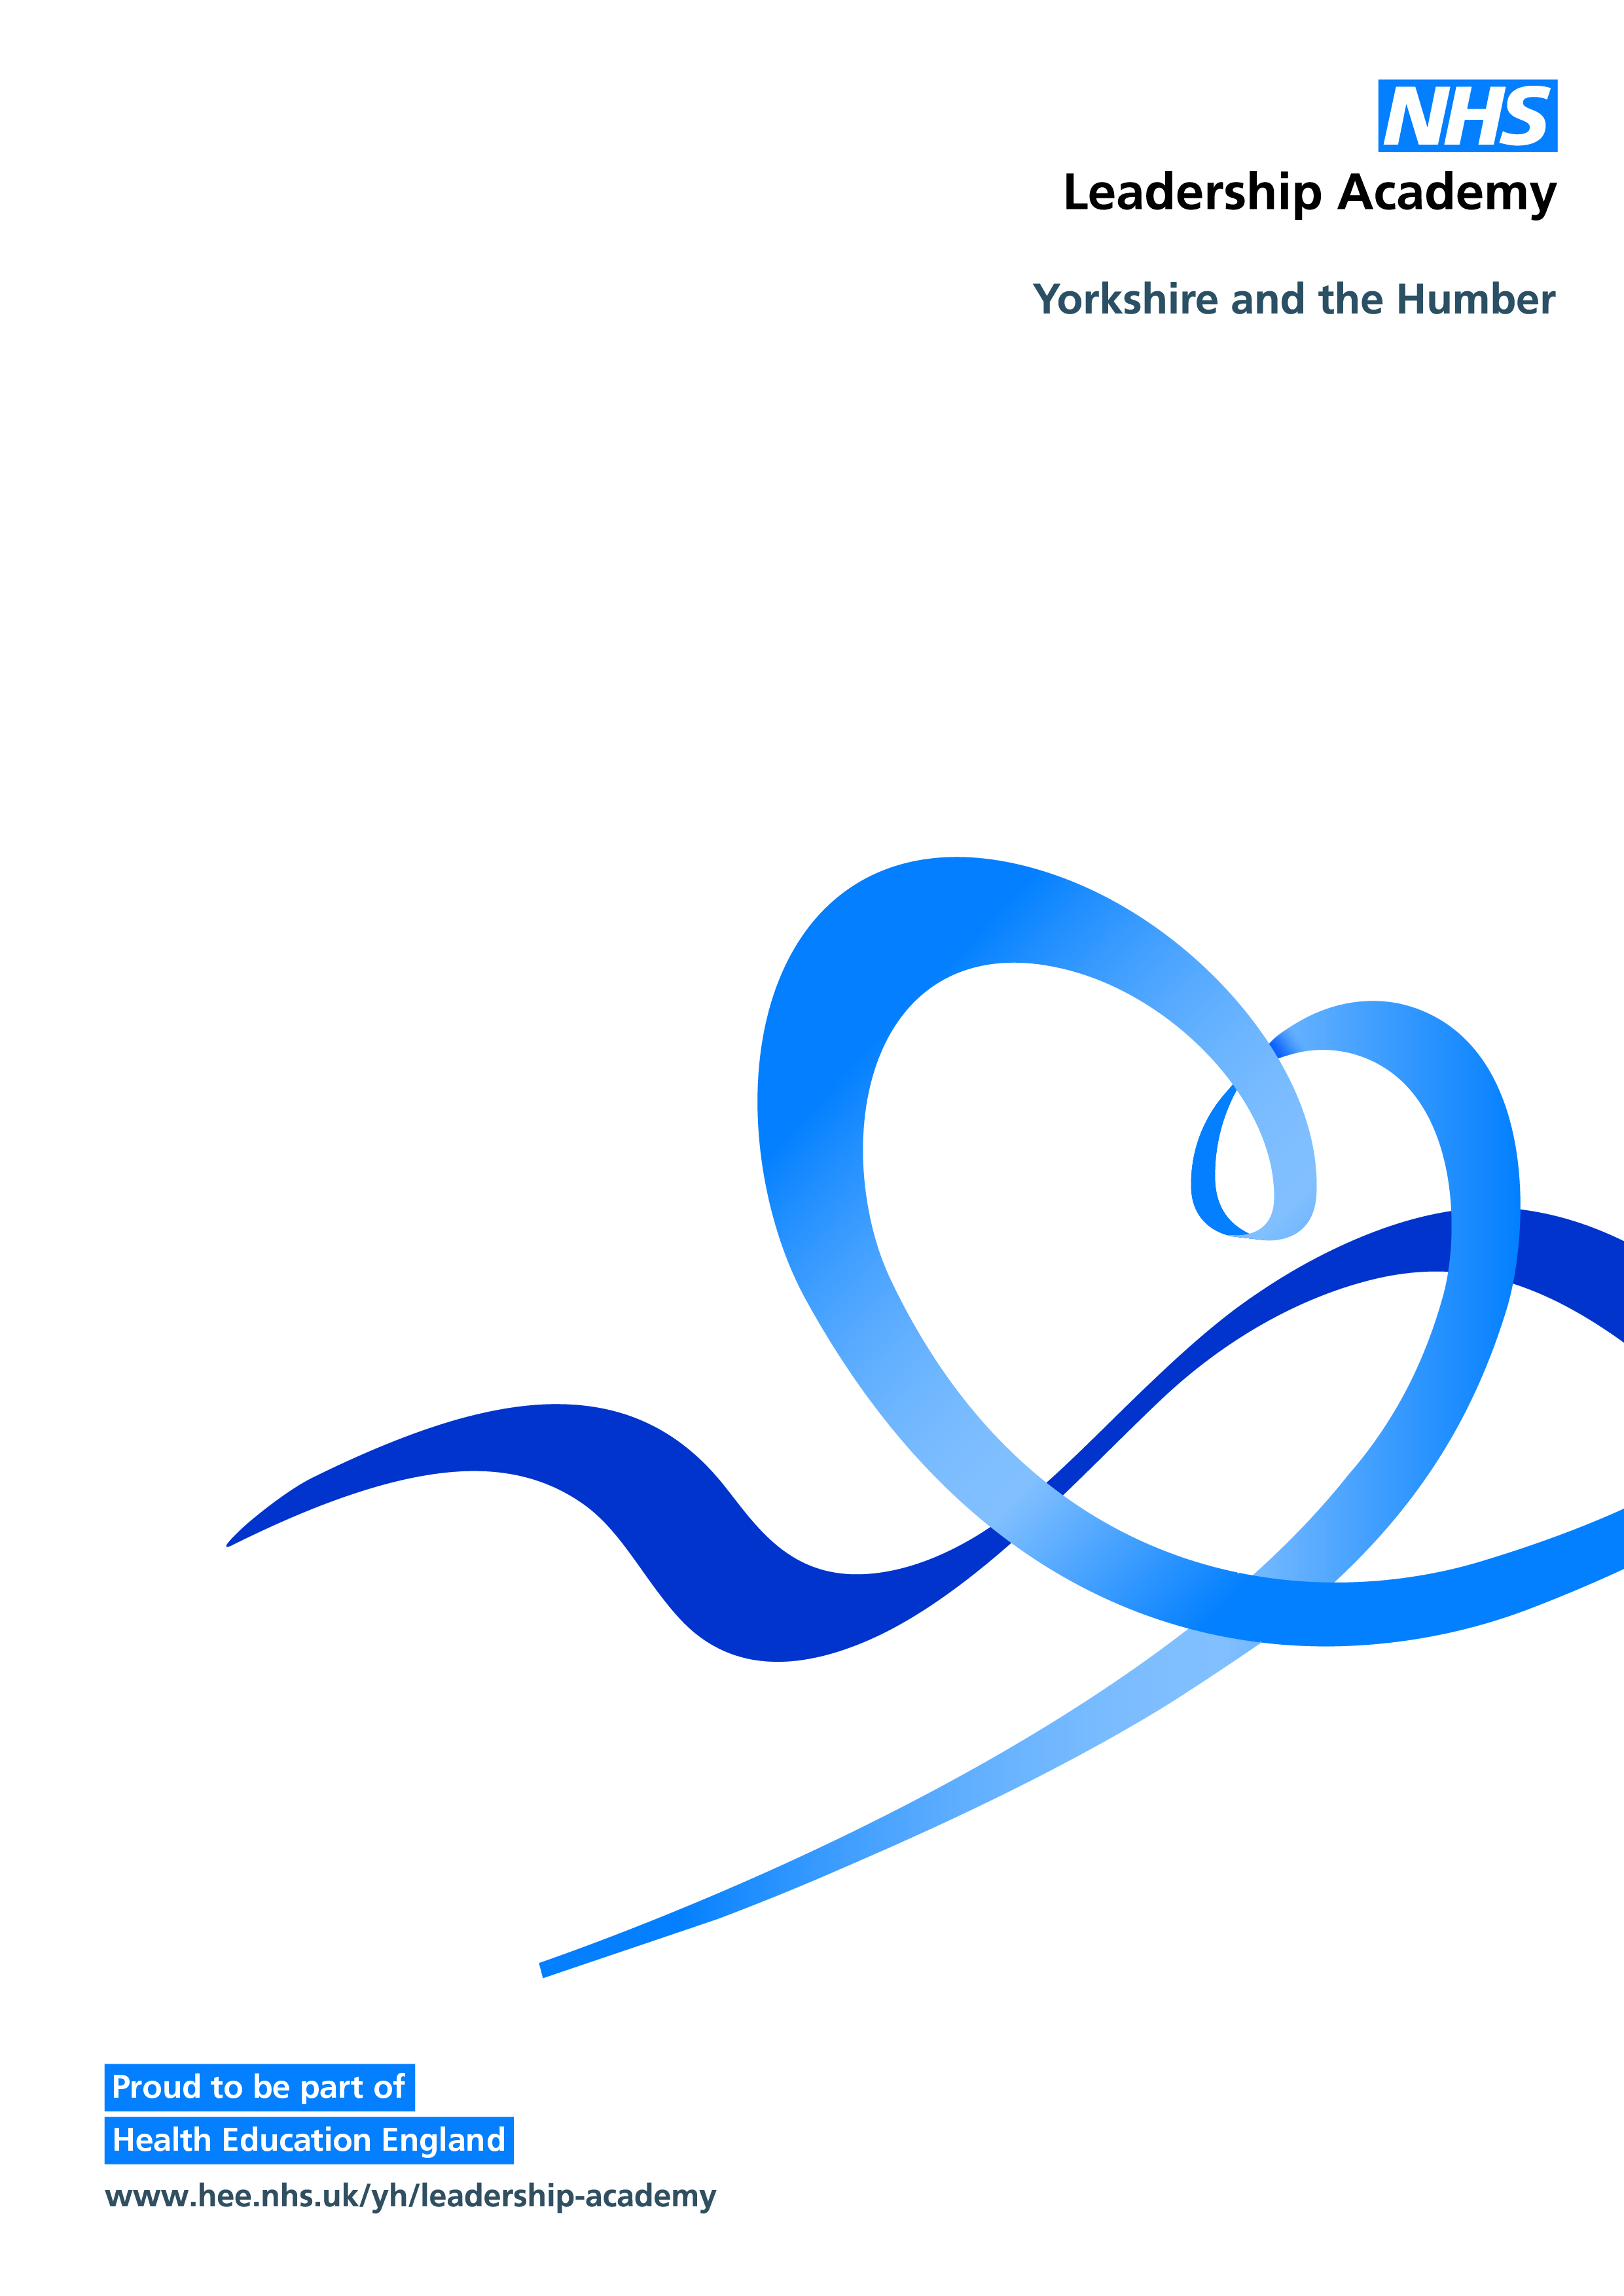 NHS
Leadership Academy
Yorkshire and the Humber
Proud to be part of
Health Education England
www.hee.nhs.uk/yh/leadership-academy